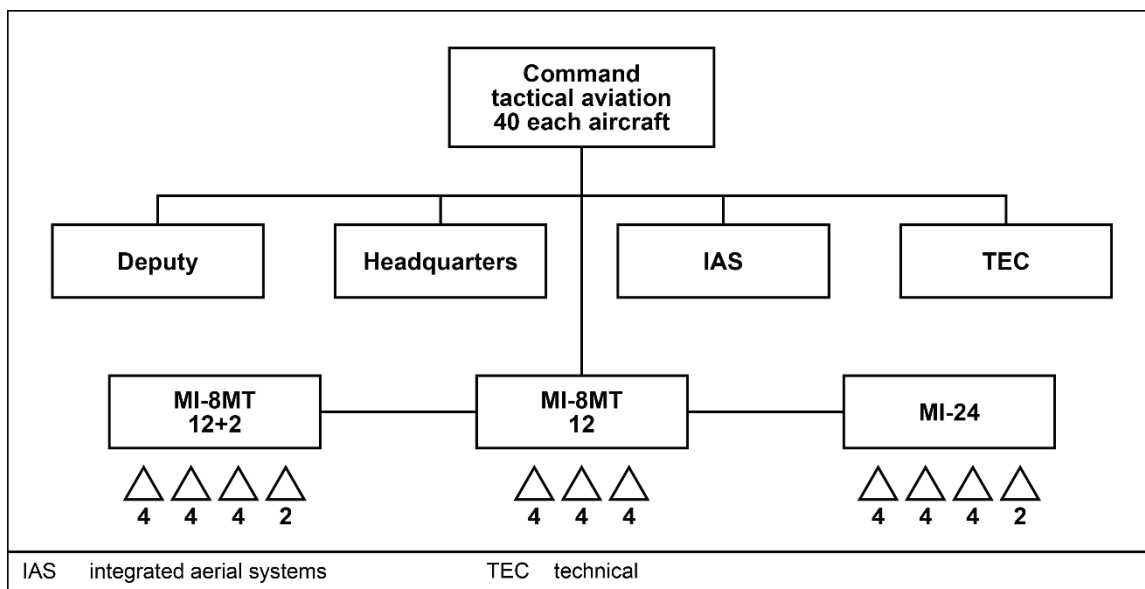 Command
tactical aviation
40 each aircraft
Deputy
Headquarters
IAS
TEC
MI-8MT
12+2
MI-8MT
12
MI-24
4 4 4 2
4 4 4
4 4 4 2
IAS integrated aerial systems TEC technical